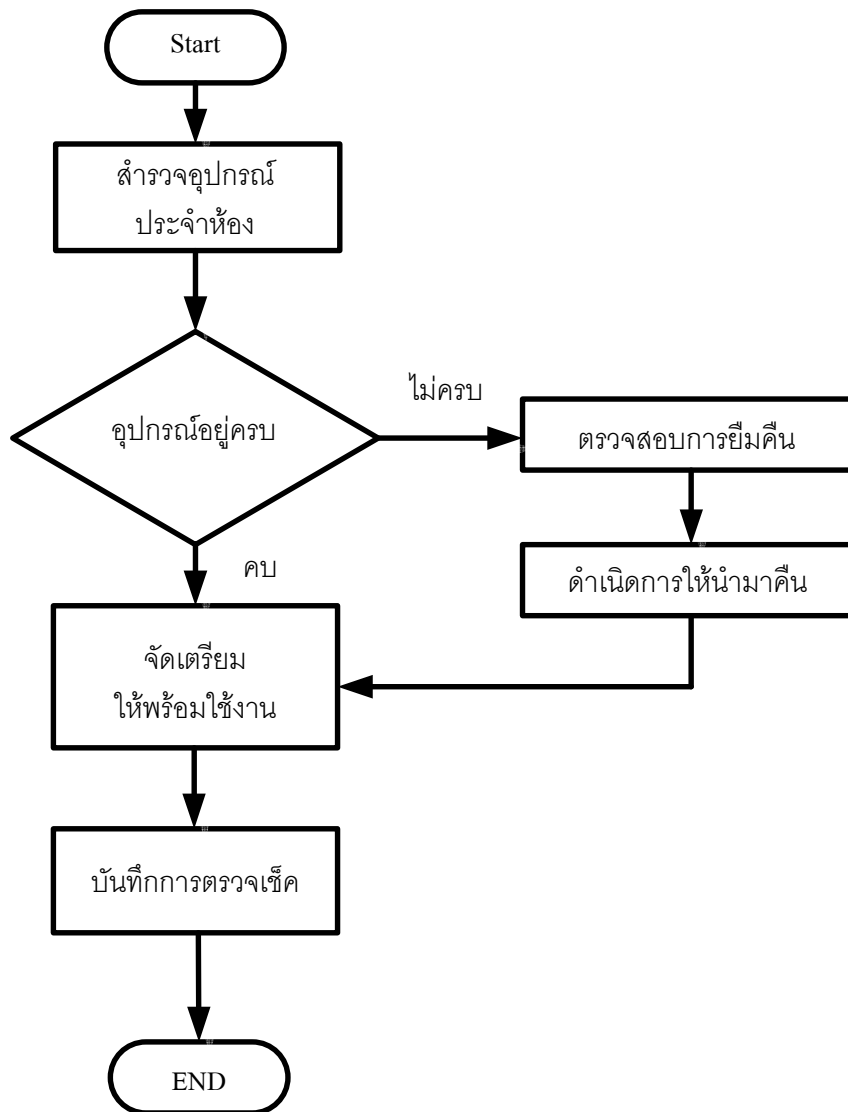 Start
สำรวจอุปกรณ์
ประจำห้อง
อุปกรณ์อยู่ครบ
ไม่ครบ
ตรวจสอบการยืมคืน
ดำเนิดการให้นำมาคืน
คบ
จัดเตรียม
ให้พร้อมใช้งาน
บันทึกการตรวจเช็ค
END